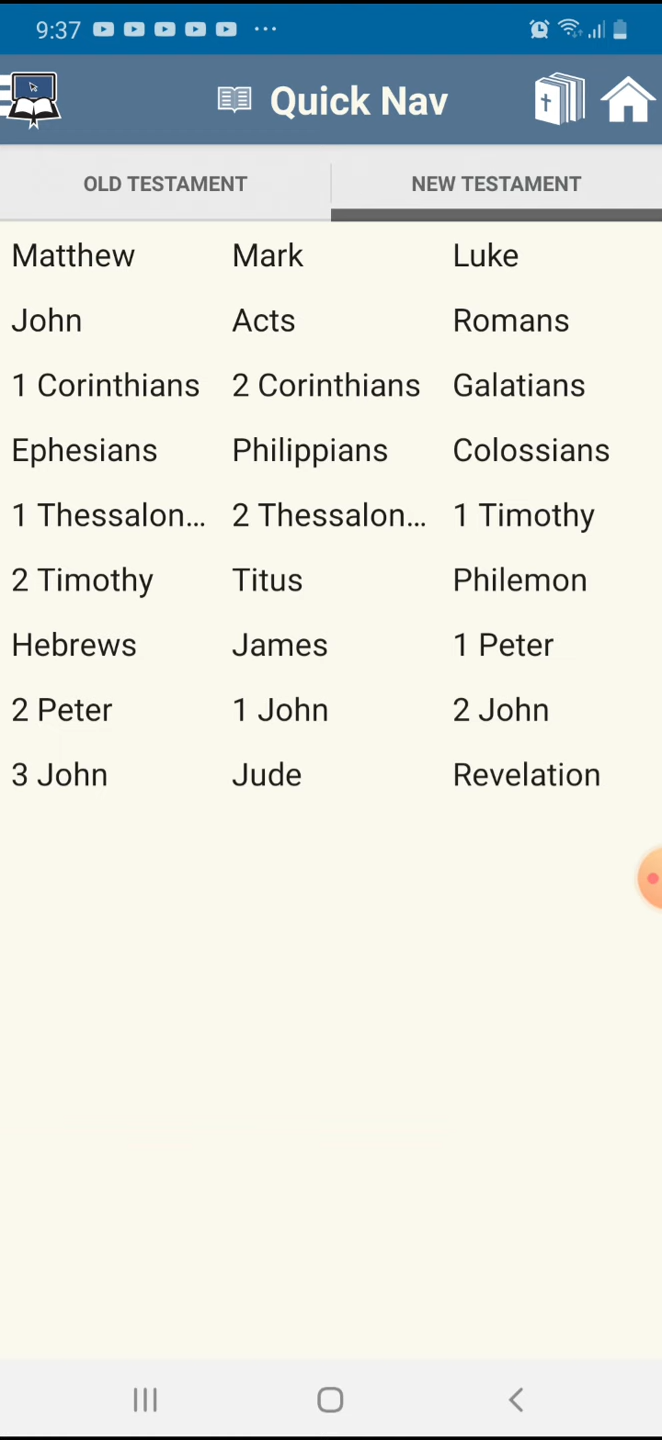 9:37
Quick Nav
OLD TESTAMENT NEW TESTAMENT
Matthew Mark Luke
John Acts Romans
1 Corinthians 2 Corinthians Galatians
Ephesians Philippians Colossians
1 Thessalon... 2 Thessalon... 1 Timothy
2 Timothy Titus Philemon
Hebrews James 1 Peter
2 Peter 1 John 2 John
3 John Jude Revelation